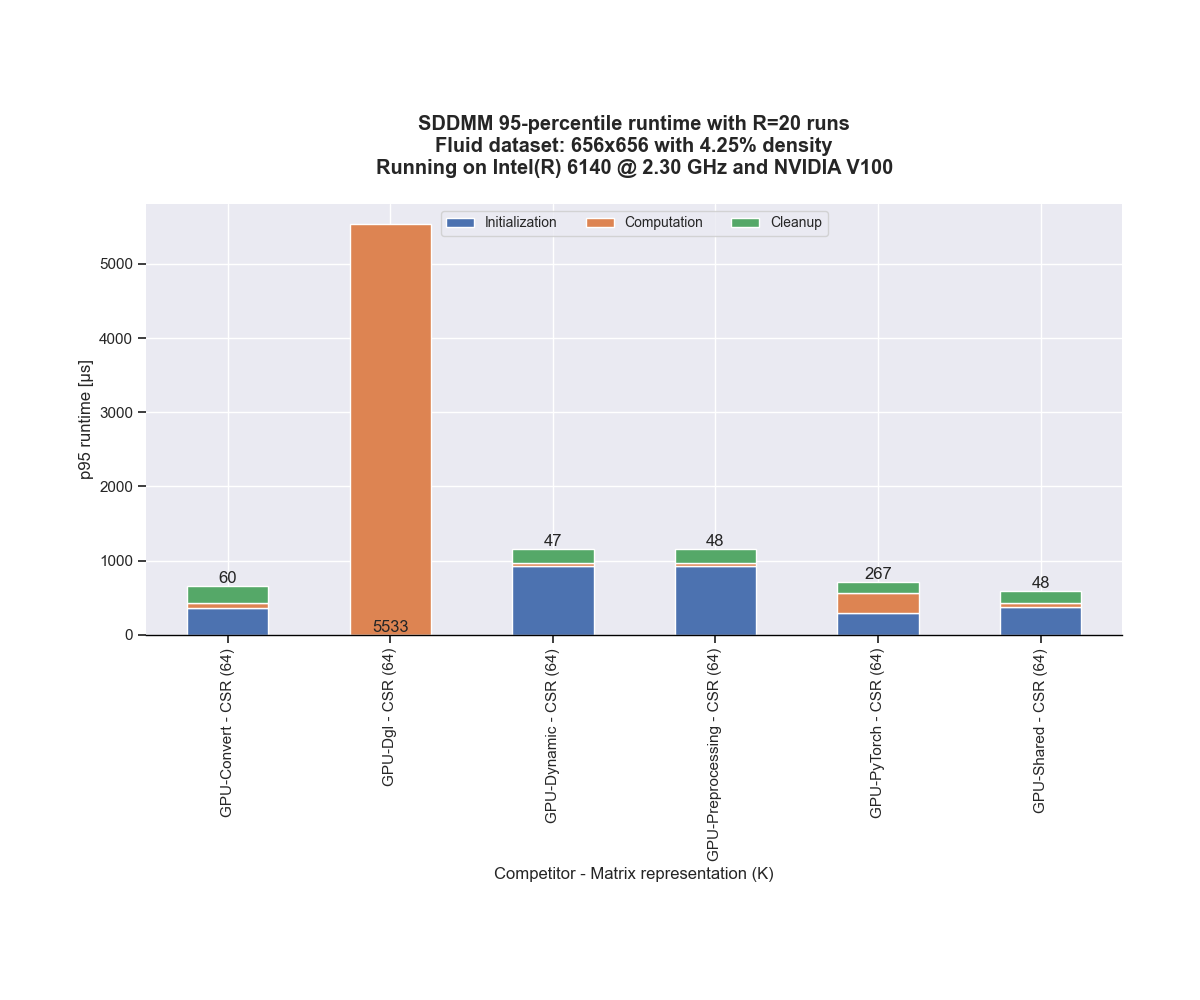 SDDMM 95-percentile runtime with R=20 runs
Fluid dataset: 656x656 with 4.25% density
Running on Intel(R) 6140 @ 2.30 GHz and NVIDIA V100
Initialization
Computation
Cleanup
p95 runtime [µs]
5000
4000
3000
2000
1000
0
60
5533
47
48
267
48
GPU-Convert - CSR (64)
GPU-Dgl - CSR (64)
GPU-Dynamic - CSR (64)
GPU-Preprocessing - CSR (64)
GPU-PyTorch - CSR (64)
GPU-Shared - CSR (64)
Competitor - Matrix representation (K)